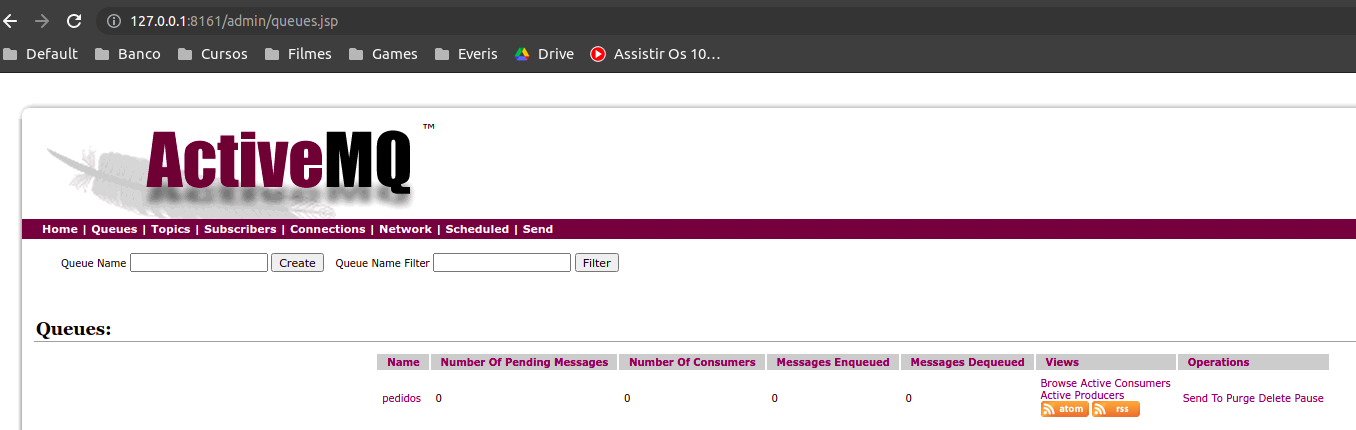 127.0.0.1:8161/admin/queues.jsp
Default Banco Cursos Filmes Games Everis Drive Assistir Os 10...
ActiveMQ ™
Home | Queues | Topics | Subscribers | Connections | Network | Scheduled | Send
Queue Name Create Queue Name Filter Filter
Queues:
Name Number Of Pending Messages Number Of Consumers Messages Enqueued Messages Dequeued Views Operations
Browse Active Consumers
Active Producers
pedidos 0 0 0 0 Send To Purge Delete Pause
atom rss